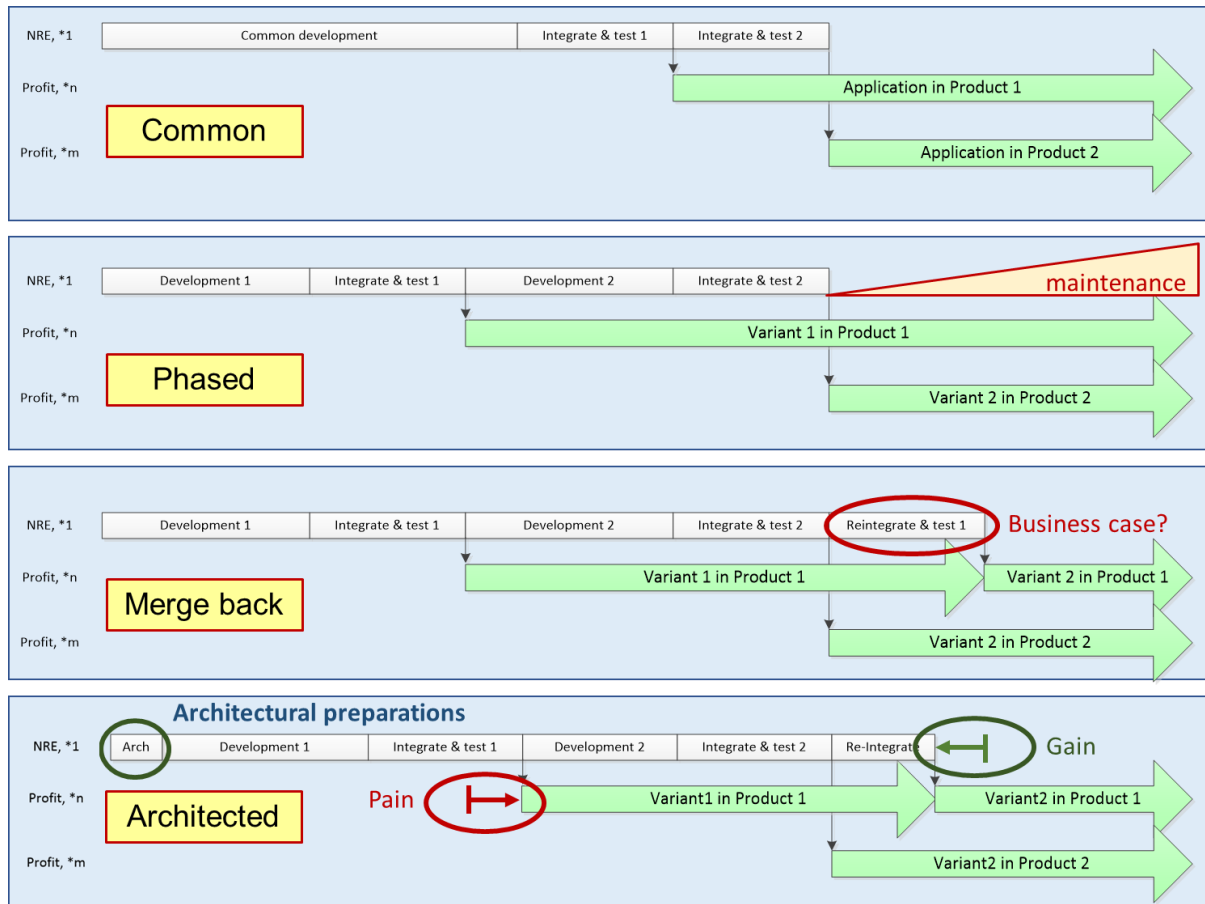 NRE, *1
Common development
Integrate & test 1
Integrate & test 2
Profit, *n
Application in Product 1
Common
Profit, *m
Application in Product 2
NRE, *1
Development 1
Integrate & test 1
Development 2
Integrate & test 2
maintenance
Profit, *n
Variant 1 in Product 1
Phased
Profit, *m
Variant 2 in Product 2
NRE, *1
Development 1
Integrate & test 1
Development 2
Integrate & test 2
Reintegrate & test 1
Business case?
Profit, *n
Variant 1 in Product 1
Variant 2 in Product 1
Merge back
Profit, *m
Variant 2 in Product 2
Architectural preparations
NRE, *1
Arch
Development 1
Integrate & test 1
Development 2
Integrate & test 2
Re-Integrate
Gain
Profit, *n
Pain
Variant1 in Product 1
Variant2 in Product 1
Architected
Profit, *m
Variant2 in Product 2